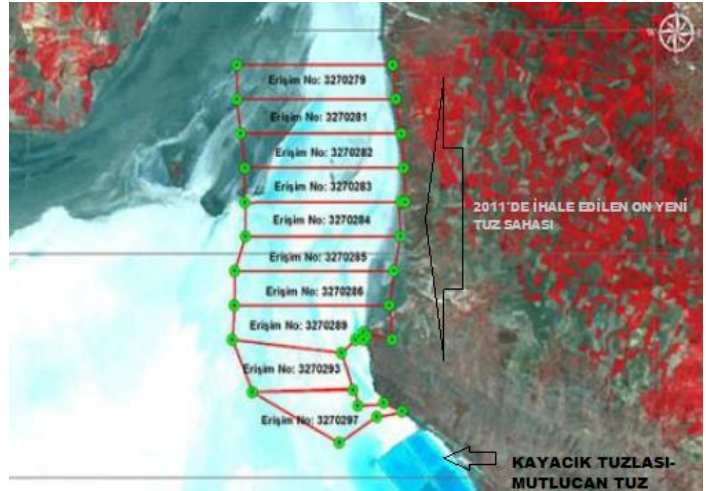 Erişim No: 3270279
Erişim No: 3270281
Erişim No: 3270282
Erişim No: 3270283
Erişim No: 3270284
Erişim No: 3270285
Erişim No: 3270286
Erişim No: 3270289
Erişim No: 3270293
Erişim No: 3270297
2011'DE İHALE EDİLEN ON YENİ
TUZ SAHASI
KAYACIK TUZLASI-
MUTLUCAN TUZ